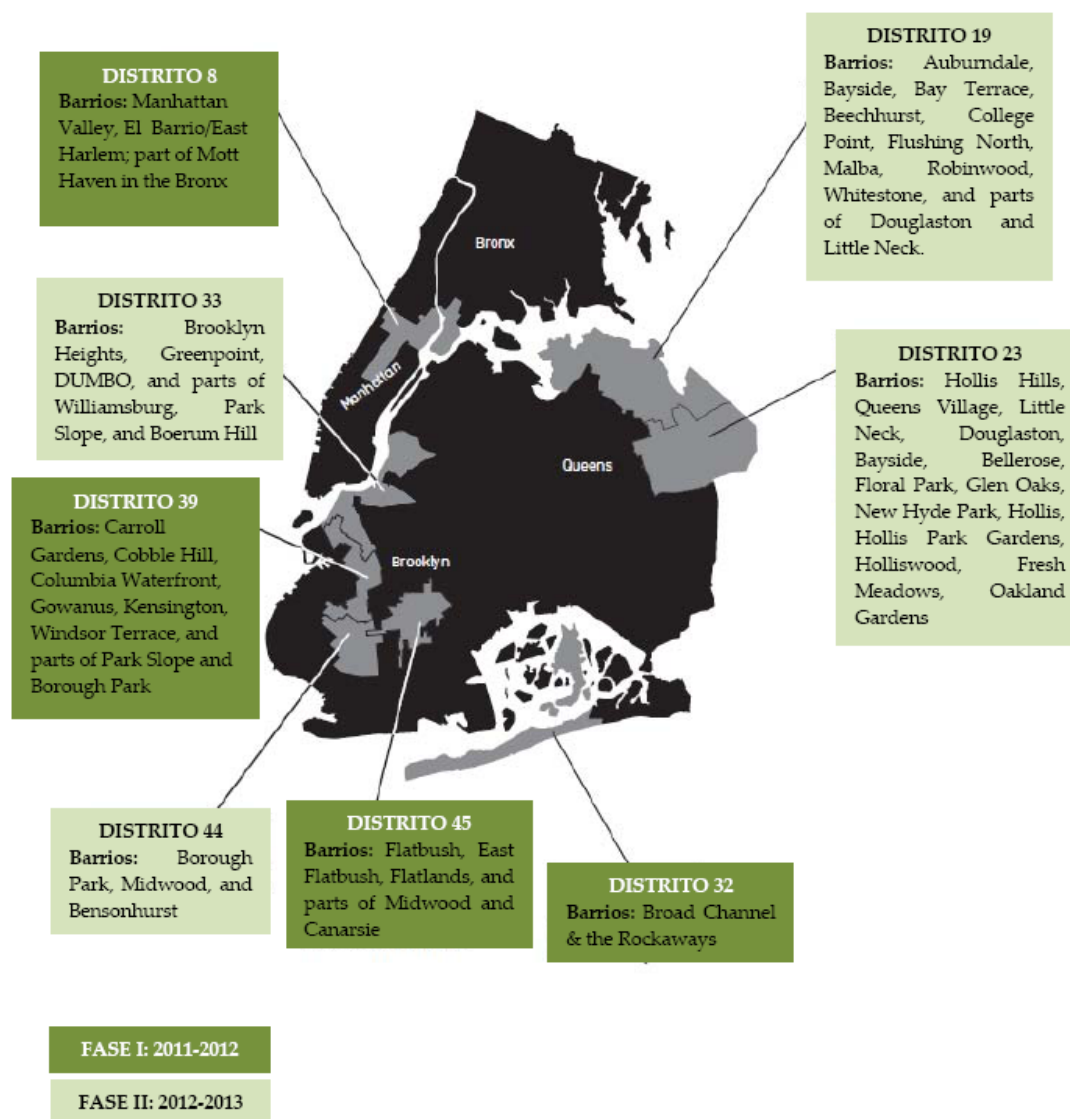 DISTRITO 8
Barrios: Manhattan
Valley, El Barrio/East
Harlem; part of Mott
Haven in the Bronx
DISTRITO 19
Barrios: Auburndale,
Bayside, Bay Terrace,
Beechhurst, College
Point, Flushing North,
Malba, Robinwood,
Whitestone, and parts
of Douglaston and
Little Neck.
Bronx
DISTRITO 33
Barrios: Brooklyn
Heights, Greenpoint,
DUMBO, and parts of
Williamsburg, Park
Slope, and Boerum Hill
Manhattan
DISTRITO 23
Barrios: Hollis Hills,
Queens Village, Little
Neck, Douglaston,
Bayside, Bellerose,
Floral Park, Glen Oaks,
New Hyde Park, Hollis,
Hollis Park Gardens,
Holliswood, Fresh
Meadows, Oakland
Gardens
Queens
DISTRITO 39
Barrios: Carroll
Gardens, Cobble Hill,
Columbia Waterfront,
Gowanus, Kensington,
Windsor Terrace, and
parts of Park Slope and
Borough Park
Brooklyn
DISTRITO 44
Barrios: Borough
Park, Midwood, and
Bensonhurst
DISTRITO 45
Barrios: Flatbush, East
Flatbush, Flatlands, and
parts of Midwood and
Canarsie
DISTRITO 32
Barrios: Broad Channel
& the Rockaways
FASE I: 2011-2012
FASE II: 2012-2013